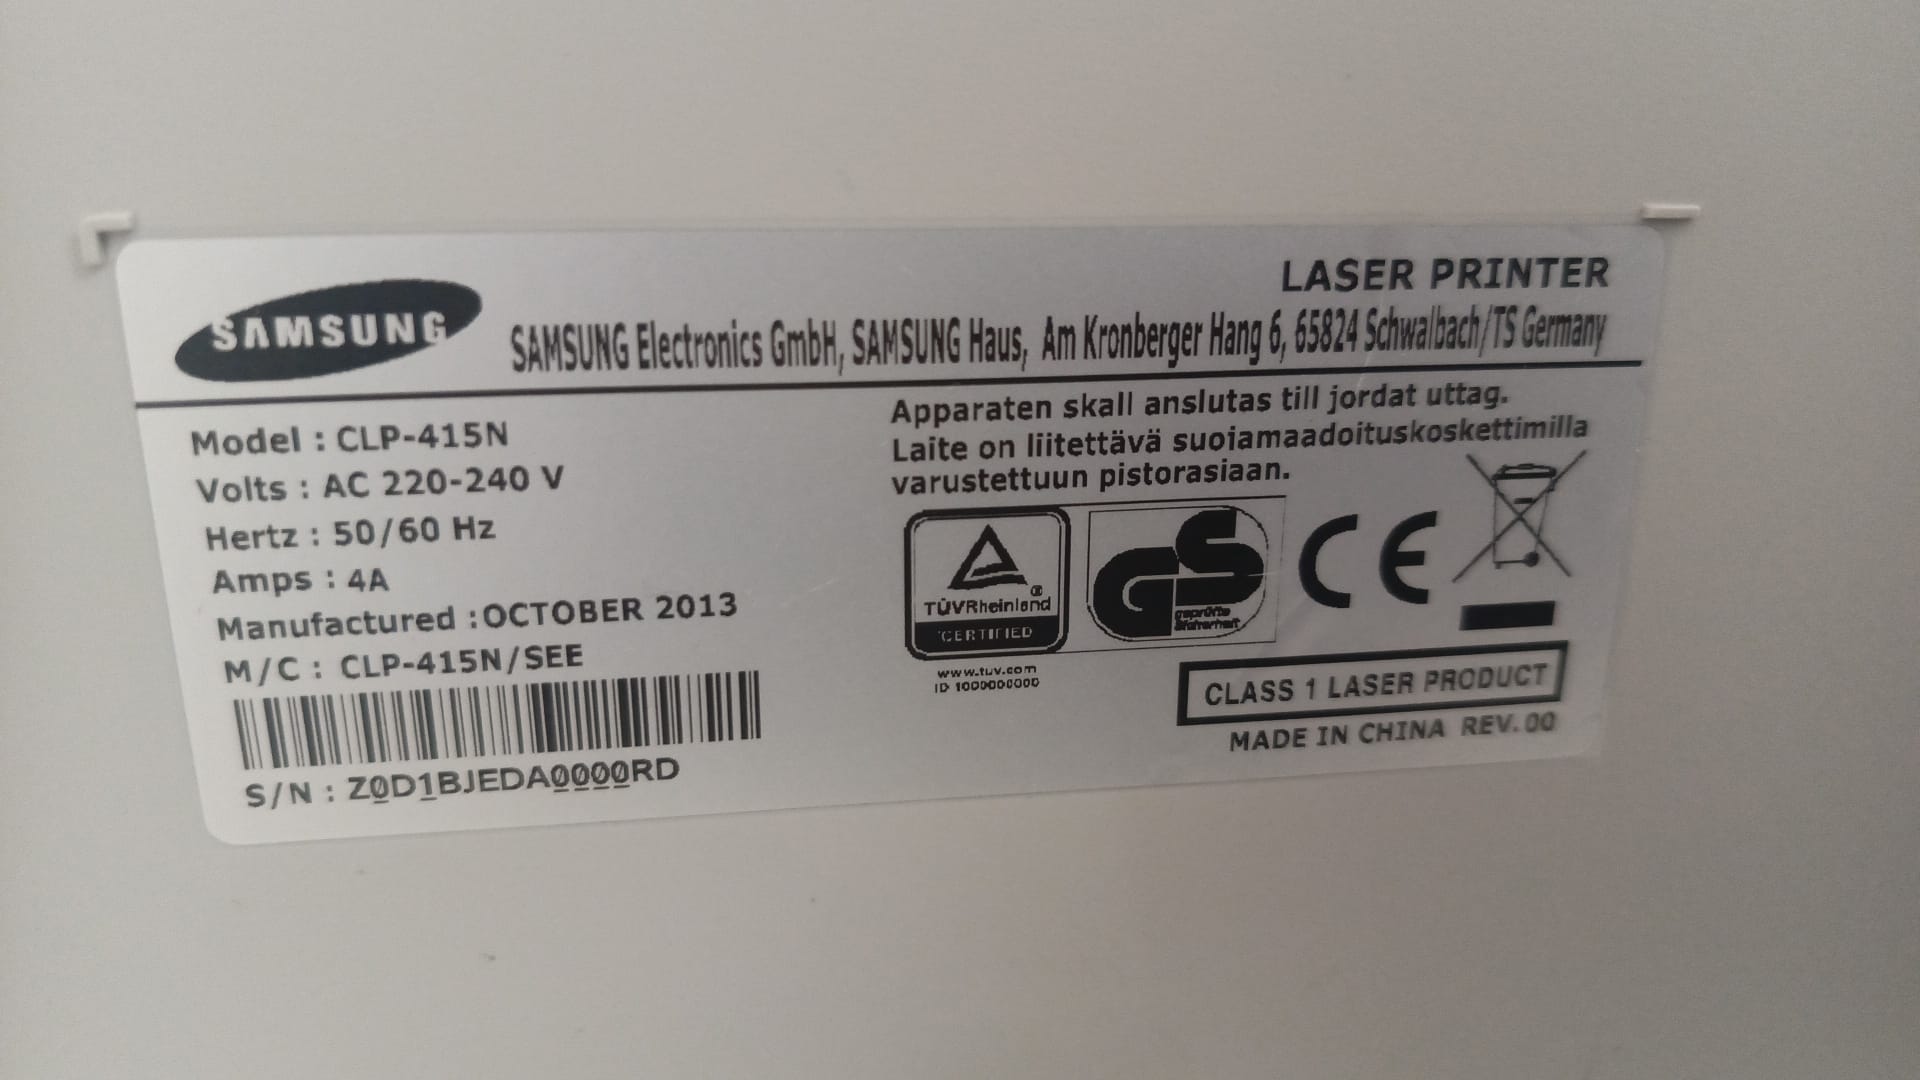 SAMSUNG
LASER PRINTER
SAMSUNG Electronics GmbH, SAMSUNG Haus, Am Kronberger Hang 6, 65824 Schwalbach/TS Germany
Model : CLP-415N
Volts : AC 220-240 V
Hertz : 50/60 Hz
Amps : 4A
Manufactured :OCTOBER 2013
M/C : CLP-415N/SEE
S/N : Z0D1BJEDA0000RD
Apparaten skall anslutas till jordat uttag.
Laite on liitettävä suoiamaadoituskoskettimilla
varustettuun pistorasiaan.
TÜVRheinland®
CERTIFIED
www.tuv.com
ID 1000000000
GS
geprüfte
Sicherheit
CE
CLASS 1 LASER PRODUCT
MADE IN CHINA REV. 00